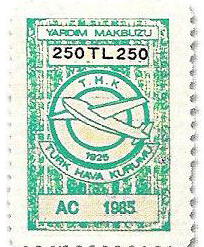 YARDIM MAKBUZU
250 TL 250
T.H.K
1925
TÜRK HAVA KURUMU
AC 1985